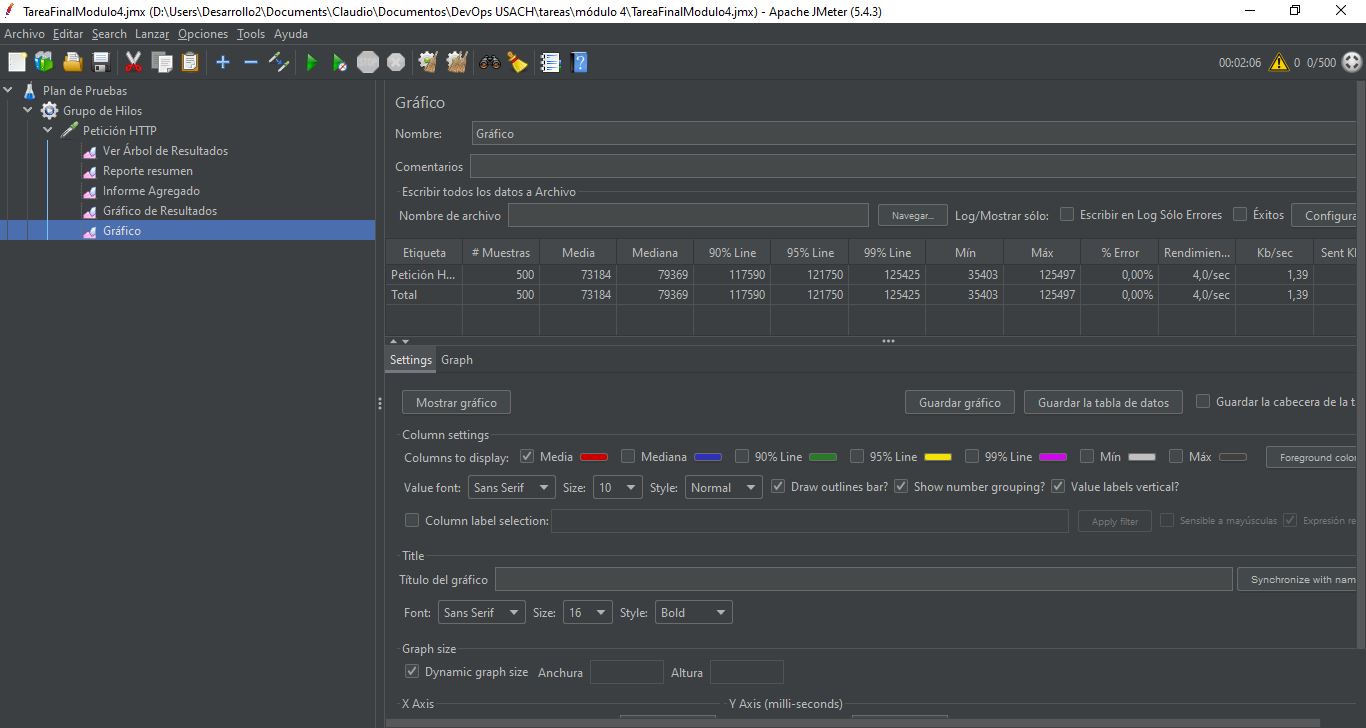 TareaFinalModulo4.jmx (D:\Users\Desarrollo2\Documents\Claudio\Documentos\DevOps USACH\tareas\módulo 4\TareaFinalModulo4.jmx) - Apache JMeter (5.4.3)
Archivo Editar Search Lanzar Opciones Tools Ayuda
STOP 00:02:06 0 0/500
Plan de Pruebas
Grupo de Hilos
Petición HTTP
Ver Árbol de Resultados
Reporte resumen
Informe Agregado
Gráfico de Resultados
Gráfico
Gráfico
Nombre: Gráfico
Comentarios
Escribir todos los datos a Archivo
Nombre de archivo Navegar... Log/Mostrar sólo: Escribir en Log Sólo Errores Éxitos Configura
Etiqueta # Muestras Media Mediana 90% Line 95% Line 99% Line Mín Máx % Error Rendimien... Kb/sec Sent K
Petición H... 500 73184 79369 117590 121750 125425 35403 125497 0,00% 4,0/sec 1,39
Total 500 73184 79369 117590 121750 125425 35403 125497 0,00% 4,0/sec 1,39
Settings Graph
Mostrar gráfico Guardar gráfico Guardar la tabla de datos Guardar la cabecera de la t
Column settings
Columns to display: Media Mediana 90% Line 95% Line 99% Line Mín Máx Foreground color
Value font: Sans Serif Size: 10 Style: Normal Draw outlines bar? Show number grouping? Value labels vertical?
Column label selection: Apply filter Sensible a mayúsculas Expresión re
Title
Título del gráfico Synchronize with nam
Font: Sans Serif Size: 16 Style: Bold
Graph size
Dynamic graph size Anchura Altura
X Axis Y Axis (milli-seconds)